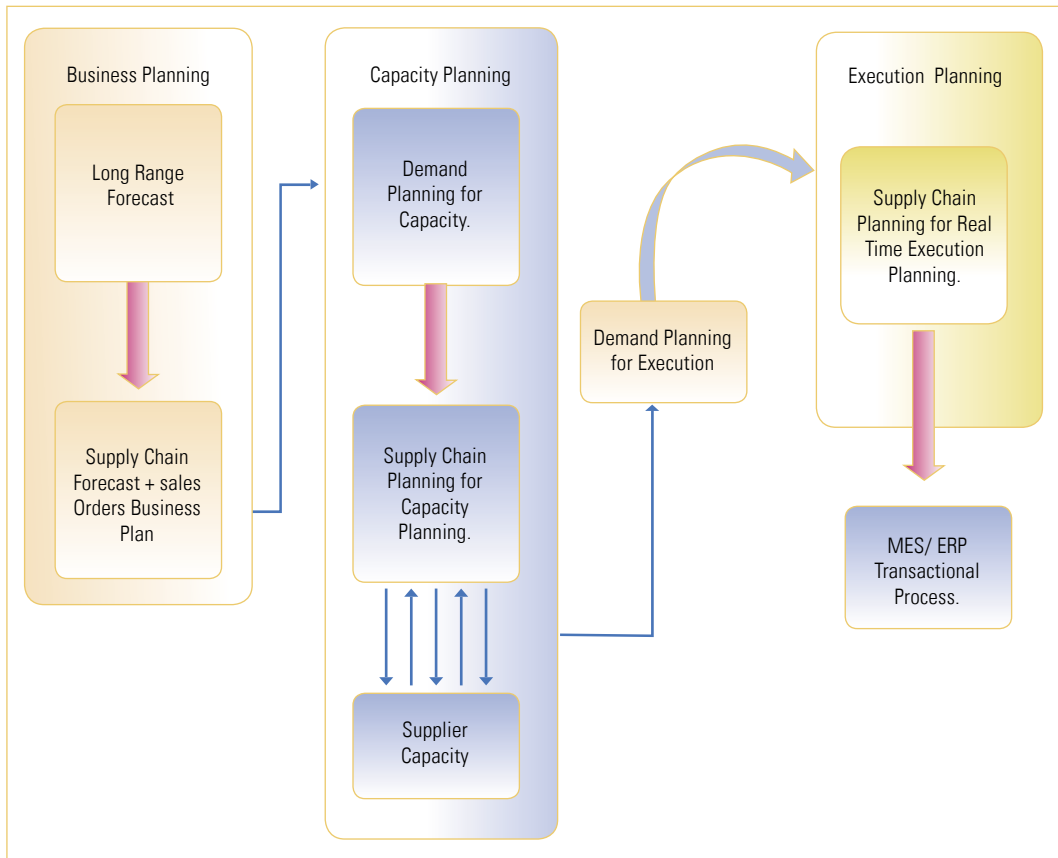 Business Planning
Long Range
Forecast
Supply Chain
Forecast + sales
Orders Business
Plan
Capacity Planning
Demand
Planning for
Capacity.
Supply Chain
Planning for
Capacity
Planning.
Supplier
Capacity
Demand Planning
for Execution
Execution Planning
Supply Chain
Planning for Real
Time Execution
Planning.
MES/ ERP
Transactional
Process.